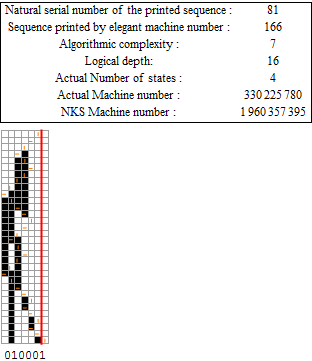 Natural serial number of the printed sequence : 81
Sequence printed by elegant machine number : 166
Algorithmic complexity : 7
Logical depth: 16
Actual Number of states : 4
Actual Machine number : 330 225 780
NKS Machine number : 1 960 357 395
010001